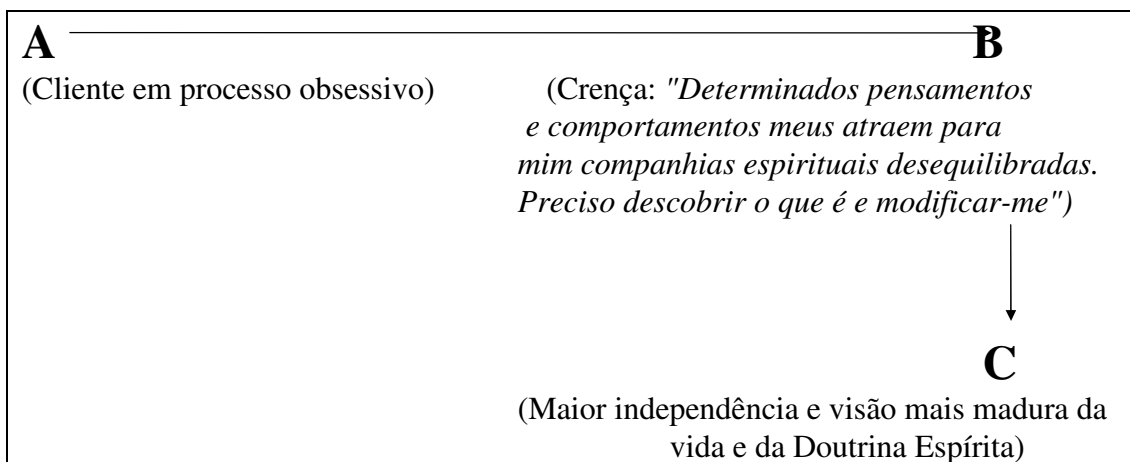 A B
(Cliente em processo obsessivo) (Crença: "Determinados pensamentos
e comportamentos meus atraem para
mim companhias espirituais desequilibradas.
Preciso descobrir o que é e modificar-me")
C
(Maior independência e visão mais madura da
vida e da Doutrina Espírita)